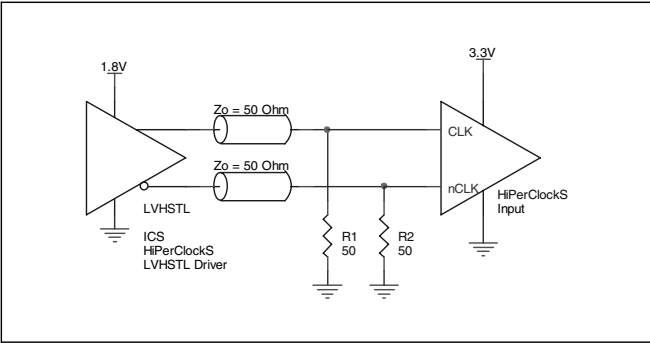 1.8V
3.3V
Zo = 50 Ohm
CLK
Zo = 50 Ohm
nCLK
HiPerClockS
Input
LVHSTL
ICS
HiPerClockS
LVHSTL Driver
R1
50
R2
50